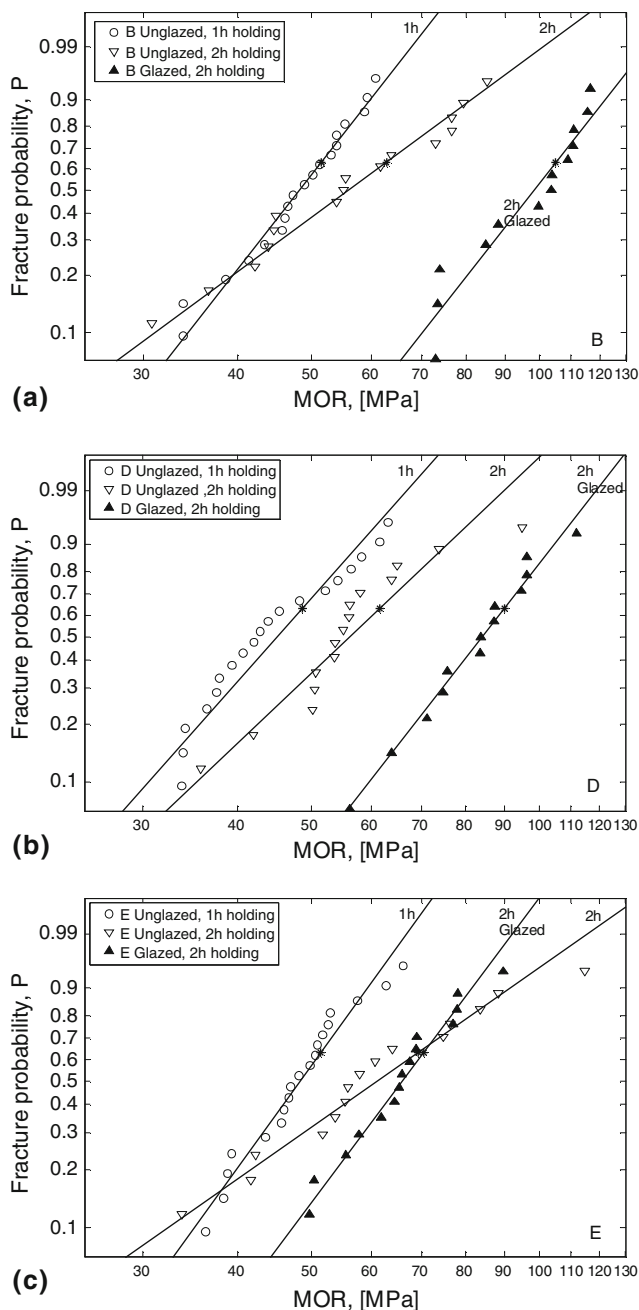 B Unglazed, 1h holding
B Unglazed, 2h holding
B Glazed, 2h holding
1h
2h
2h
Glazed
0.99
0.9
0.8
0.7
0.6
0.5
0.4
0.3
0.2
0.1
Fracture probability, P
B
30 40 50 60 70 80 90 100 110 120 130
MOR, [MPa]
(a)
D Unglazed, 1h holding
D Unglazed ,2h holding
D Glazed, 2h holding
1h
2h
2h
Glazed
0.99
0.9
0.8
0.7
0.6
0.5
0.4
0.3
0.2
0.1
Fracture probability, P
D
30 40 50 60 70 80 90 100 110 120 130
MOR, [MPa]
(b)
E Unglazed, 1h holding
E Unglazed, 2h holding
E Glazed, 2h holding
1h
2h
Glazed
2h
0.99
0.9
0.8
0.7
0.6
0.5
0.4
0.3
0.2
0.1
Fracture probability, P
E
30 40 50 60 70 80 90 100 110 120 130
MOR, [MPa]
(c)